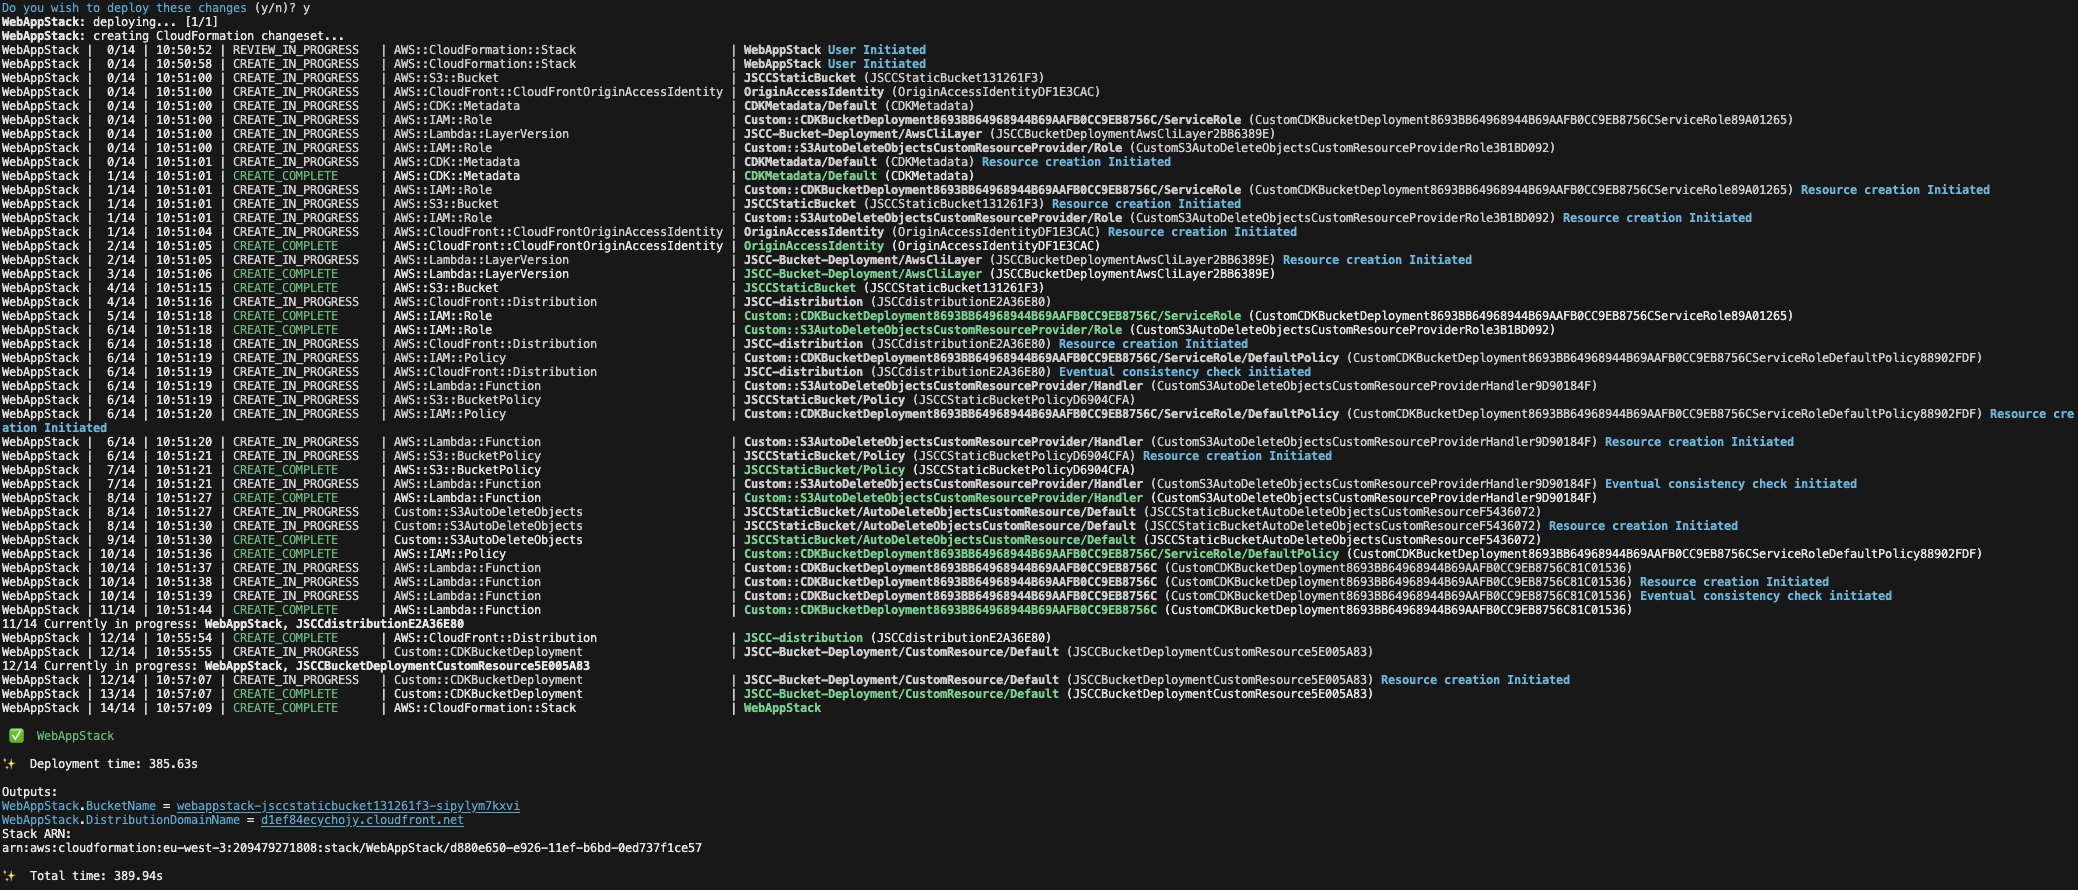 Do you wish to deploy these changes (y/n)? y
WebAppStack: deploying... [1/1]
WebAppStack: creating CloudFormation changeset...
WebAppStack |  0/14 | 10:50:52 | REVIEW_IN_PROGRESS   | AWS::CloudFormation::Stack                      | WebAppStack User Initiated
WebAppStack |  0/14 | 10:50:58 | CREATE_IN_PROGRESS   | AWS::CloudFormation::Stack                      | WebAppStack User Initiated
WebAppStack |  0/14 | 10:51:00 | CREATE_IN_PROGRESS   | AWS::S3::Bucket                                 | JSCCStaticBucket (JSCCStaticBucket131261F3)
WebAppStack |  0/14 | 10:51:00 | CREATE_IN_PROGRESS   | AWS::CloudFront::CloudFrontOriginAccessIdentity | OriginAccessIdentity (OriginAccessIdentityDF1E3CAC)
WebAppStack |  0/14 | 10:51:00 | CREATE_IN_PROGRESS   | AWS::CDK::Metadata                              | CDKMetadata/Default (CDKMetadata)
WebAppStack |  0/14 | 10:51:00 | CREATE_IN_PROGRESS   | AWS::IAM::Role                                  | Custom::CDKBucketDeployment8693BB64968944B69AAFB0CC9EB8756C/ServiceRole (CustomCDKBucketDeployment8693BB64968944B69AAFB0CC9EB8756CServiceRole89A01265)
WebAppStack |  0/14 | 10:51:00 | CREATE_IN_PROGRESS   | AWS::Lambda::LayerVersion                       | JSCC-Bucket-Deployment/AwsCliLayer (JSCCBucketDeploymentAwsCliLayer2BB6389E)
WebAppStack |  0/14 | 10:51:00 | CREATE_IN_PROGRESS   | AWS::IAM::Role                                  | Custom::S3AutoDeleteObjectsCustomResourceProvider/Role (CustomS3AutoDeleteObjectsCustomResourceProviderRole3B1BD092)
WebAppStack |  0/14 | 10:51:01 | CREATE_IN_PROGRESS   | AWS::CDK::Metadata                              | CDKMetadata/Default (CDKMetadata) Resource creation Initiated
WebAppStack |  1/14 | 10:51:01 | CREATE_COMPLETE      | AWS::CDK::Metadata                              | CDKMetadata/Default (CDKMetadata)
WebAppStack |  1/14 | 10:51:01 | CREATE_IN_PROGRESS   | AWS::IAM::Role                                  | Custom::CDKBucketDeployment8693BB64968944B69AAFB0CC9EB8756C/ServiceRole (CustomCDKBucketDeployment8693BB64968944B69AAFB0CC9EB8756CServiceRole89A01265) Resource creation Initiated
WebAppStack |  1/14 | 10:51:01 | CREATE_IN_PROGRESS   | AWS::S3::Bucket                                 | JSCCStaticBucket (JSCCStaticBucket131261F3) Resource creation Initiated
WebAppStack |  1/14 | 10:51:01 | CREATE_IN_PROGRESS   | AWS::IAM::Role                                  | Custom::S3AutoDeleteObjectsCustomResourceProvider/Role (CustomS3AutoDeleteObjectsCustomResourceProviderRole3B1BD092) Resource creation Initiated
WebAppStack |  1/14 | 10:51:04 | CREATE_IN_PROGRESS   | AWS::CloudFront::CloudFrontOriginAccessIdentity | OriginAccessIdentity (OriginAccessIdentityDF1E3CAC) Resource creation Initiated
WebAppStack |  2/14 | 10:51:05 | CREATE_COMPLETE      | AWS::CloudFront::CloudFrontOriginAccessIdentity | OriginAccessIdentity (OriginAccessIdentityDF1E3CAC)
WebAppStack |  2/14 | 10:51:05 | CREATE_IN_PROGRESS   | AWS::Lambda::LayerVersion                       | JSCC-Bucket-Deployment/AwsCliLayer (JSCCBucketDeploymentAwsCliLayer2BB6389E) Resource creation Initiated
WebAppStack |  3/14 | 10:51:06 | CREATE_COMPLETE      | AWS::Lambda::LayerVersion                       | JSCC-Bucket-Deployment/AwsCliLayer (JSCCBucketDeploymentAwsCliLayer2BB6389E)
WebAppStack |  4/14 | 10:51:15 | CREATE_COMPLETE      | AWS::S3::Bucket                                 | JSCCStaticBucket (JSCCStaticBucket131261F3)
WebAppStack |  4/14 | 10:51:16 | CREATE_IN_PROGRESS   | AWS::CloudFront::Distribution                   | JSCC-distribution (JSCCdistributionE2A36E80)
WebAppStack |  5/14 | 10:51:18 | CREATE_COMPLETE      | AWS::IAM::Role                                  | Custom::CDKBucketDeployment8693BB64968944B69AAFB0CC9EB8756C/ServiceRole (CustomCDKBucketDeployment8693BB64968944B69AAFB0CC9EB8756CServiceRole89A01265)
WebAppStack |  6/14 | 10:51:18 | CREATE_COMPLETE      | AWS::IAM::Role                                  | Custom::S3AutoDeleteObjectsCustomResourceProvider/Role (CustomS3AutoDeleteObjectsCustomResourceProviderRole3B1BD092)
WebAppStack |  6/14 | 10:51:18 | CREATE_IN_PROGRESS   | AWS::CloudFront::Distribution                   | JSCC-distribution (JSCCdistributionE2A36E80) Resource creation Initiated
WebAppStack |  6/14 | 10:51:19 | CREATE_IN_PROGRESS   | AWS::IAM::Policy                                | Custom::CDKBucketDeployment8693BB64968944B69AAFB0CC9EB8756C/ServiceRole/DefaultPolicy (CustomCDKBucketDeployment8693BB64968944B69AAFB0CC9EB8756CServiceRoleDefaultPolicy88902FDF)
WebAppStack |  6/14 | 10:51:19 | CREATE_IN_PROGRESS   | AWS::CloudFront::Distribution                   | JSCC-distribution (JSCCdistributionE2A36E80) Eventual consistency check initiated
WebAppStack |  6/14 | 10:51:19 | CREATE_IN_PROGRESS   | AWS::Lambda::Function                           | Custom::S3AutoDeleteObjectsCustomResourceProvider/Handler (CustomS3AutoDeleteObjectsCustomResourceProviderHandler9D90184F)
WebAppStack |  6/14 | 10:51:19 | CREATE_IN_PROGRESS   | AWS::S3::BucketPolicy                           | JSCCStaticBucket/Policy (JSCCStaticBucketPolicyD6904CFA)
WebAppStack |  6/14 | 10:51:20 | CREATE_IN_PROGRESS   | AWS::IAM::Policy                                | Custom::CDKBucketDeployment8693BB64968944B69AAFB0CC9EB8756C/ServiceRole/DefaultPolicy (CustomCDKBucketDeployment8693BB64968944B69AAFB0CC9EB8756CServiceRoleDefaultPolicy88902FDF) Resource cre
ation Initiated
WebAppStack |  6/14 | 10:51:20 | CREATE_IN_PROGRESS   | AWS::Lambda::Function                           | Custom::S3AutoDeleteObjectsCustomResourceProvider/Handler (CustomS3AutoDeleteObjectsCustomResourceProviderHandler9D90184F) Resource creation Initiated
WebAppStack |  6/14 | 10:51:21 | CREATE_IN_PROGRESS   | AWS::S3::BucketPolicy                           | JSCCStaticBucket/Policy (JSCCStaticBucketPolicyD6904CFA) Resource creation Initiated
WebAppStack |  7/14 | 10:51:21 | CREATE_COMPLETE      | AWS::S3::BucketPolicy                           | JSCCStaticBucket/Policy (JSCCStaticBucketPolicyD6904CFA)
WebAppStack |  7/14 | 10:51:21 | CREATE_IN_PROGRESS   | AWS::Lambda::Function                           | Custom::S3AutoDeleteObjectsCustomResourceProvider/Handler (CustomS3AutoDeleteObjectsCustomResourceProviderHandler9D90184F) Eventual consistency check initiated
WebAppStack |  8/14 | 10:51:27 | CREATE_COMPLETE      | AWS::Lambda::Function                           | Custom::S3AutoDeleteObjectsCustomResourceProvider/Handler (CustomS3AutoDeleteObjectsCustomResourceProviderHandler9D90184F)
WebAppStack |  8/14 | 10:51:27 | CREATE_IN_PROGRESS   | Custom::S3AutoDeleteObjects                     | JSCCStaticBucket/AutoDeleteObjectsCustomResource/Default (JSCCStaticBucketAutoDeleteObjectsCustomResourceF5436072)
WebAppStack |  8/14 | 10:51:30 | CREATE_IN_PROGRESS   | Custom::S3AutoDeleteObjects                     | JSCCStaticBucket/AutoDeleteObjectsCustomResource/Default (JSCCStaticBucketAutoDeleteObjectsCustomResourceF5436072) Resource creation Initiated
WebAppStack |  9/14 | 10:51:30 | CREATE_COMPLETE      | Custom::S3AutoDeleteObjects                     | JSCCStaticBucket/AutoDeleteObjectsCustomResource/Default (JSCCStaticBucketAutoDeleteObjectsCustomResourceF5436072)
WebAppStack | 10/14 | 10:51:36 | CREATE_COMPLETE      | AWS::IAM::Policy                                | Custom::CDKBucketDeployment8693BB64968944B69AAFB0CC9EB8756C/ServiceRole/DefaultPolicy (CustomCDKBucketDeployment8693BB64968944B69AAFB0CC9EB8756CServiceRoleDefaultPolicy88902FDF)
WebAppStack | 10/14 | 10:51:37 | CREATE_IN_PROGRESS   | AWS::Lambda::Function                           | Custom::CDKBucketDeployment8693BB64968944B69AAFB0CC9EB8756C (CustomCDKBucketDeployment8693BB64968944B69AAFB0CC9EB8756C81C01536)
WebAppStack | 10/14 | 10:51:38 | CREATE_IN_PROGRESS   | AWS::Lambda::Function                           | Custom::CDKBucketDeployment8693BB64968944B69AAFB0CC9EB8756C (CustomCDKBucketDeployment8693BB64968944B69AAFB0CC9EB8756C81C01536) Resource creation Initiated
WebAppStack | 10/14 | 10:51:39 | CREATE_IN_PROGRESS   | AWS::Lambda::Function                           | Custom::CDKBucketDeployment8693BB64968944B69AAFB0CC9EB8756C (CustomCDKBucketDeployment8693BB64968944B69AAFB0CC9EB8756C81C01536) Eventual consistency check initiated
WebAppStack | 11/14 | 10:51:44 | CREATE_COMPLETE      | AWS::Lambda::Function                           | Custom::CDKBucketDeployment8693BB64968944B69AAFB0CC9EB8756C (CustomCDKBucketDeployment8693BB64968944B69AAFB0CC9EB8756C81C01536)
11/14 Currently in progress: WebAppStack, JSCCdistributionE2A36E80
WebAppStack | 12/14 | 10:55:54 | CREATE_COMPLETE      | AWS::CloudFront::Distribution                   | JSCC-distribution (JSCCdistributionE2A36E80)
WebAppStack | 12/14 | 10:55:55 | CREATE_IN_PROGRESS   | Custom::CDKBucketDeployment                     | JSCC-Bucket-Deployment/CustomResource/Default (JSCCBucketDeploymentCustomResource5E005A83)
12/14 Currently in progress: WebAppStack, JSCCBucketDeploymentCustomResource5E005A83
WebAppStack | 12/14 | 10:57:07 | CREATE_IN_PROGRESS   | Custom::CDKBucketDeployment                     | JSCC-Bucket-Deployment/CustomResource/Default (JSCCBucketDeploymentCustomResource5E005A83) Resource creation Initiated
WebAppStack | 13/14 | 10:57:07 | CREATE_COMPLETE      | Custom::CDKBucketDeployment                     | JSCC-Bucket-Deployment/CustomResource/Default (JSCCBucketDeploymentCustomResource5E005A83)
WebAppStack | 14/14 | 10:57:09 | CREATE_COMPLETE      | AWS::CloudFormation::Stack                      | WebAppStack
✅  WebAppStack
✨  Deployment time: 385.63s
Outputs:
WebAppStack.BucketName = webappstack-jsccstaticbucket131261f3-sipylym7kxvi
WebAppStack.DistributionDomainName = d1ef84ecychojy.cloudfront.net
Stack ARN:
arn:aws:cloudformation:eu-west-3:209479271808:stack/WebAppStack/d880e650-e926-11ef-b6bd-0ed737f1ce57
✨  Total time: 389.94s